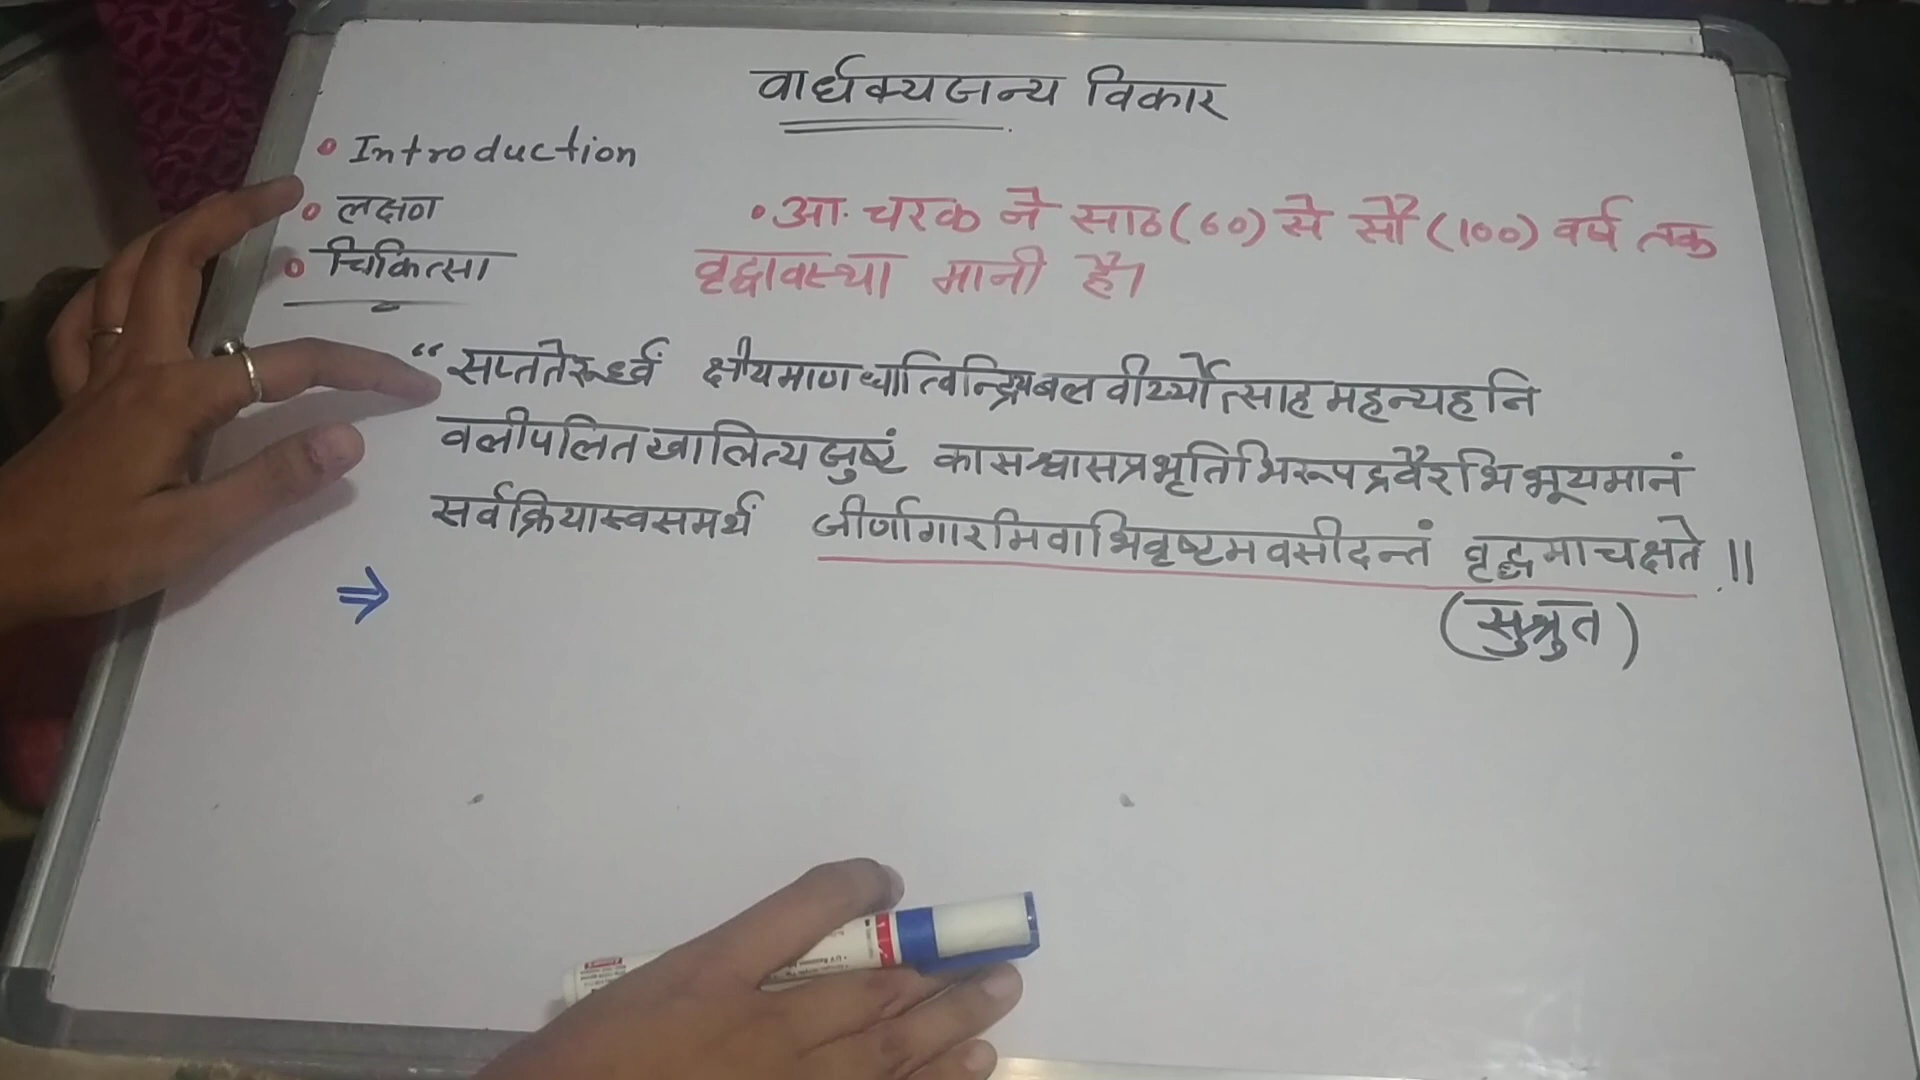 वार्धक्यजन्य विकार
• Introduction
• लक्षण
• चिकित्सा
• आ. चरक ने साठ (60) से सौ (100) वर्ष तक
वृद्धावस्था मानी है।
“ सप्ततेरूर्ध्वं क्षीयमाणधात्विन्द्रियबलवीर्य्योत्साहमहन्यहनि
वलीपलितखालित्यजुष्टं कासश्वासप्रभृतिभिरूपद्रवैरभिभूयमानं
सर्वक्रियास्वसमर्थं जीर्णागारमिवाभिवृष्टमवसीदन्तं वृद्धमाचक्षते ॥
(सुश्रुत)
⇒